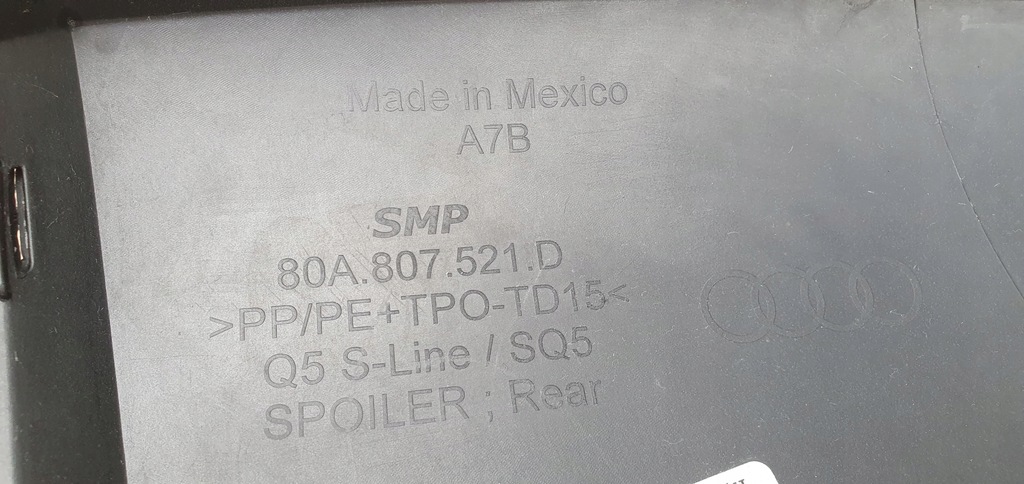 Made in Mexico
A7B
SMP
80A.807.521.D
>PP/PE+TPO-TD15<
Q5 S-Line / SQ5
SPOILER ; Rear